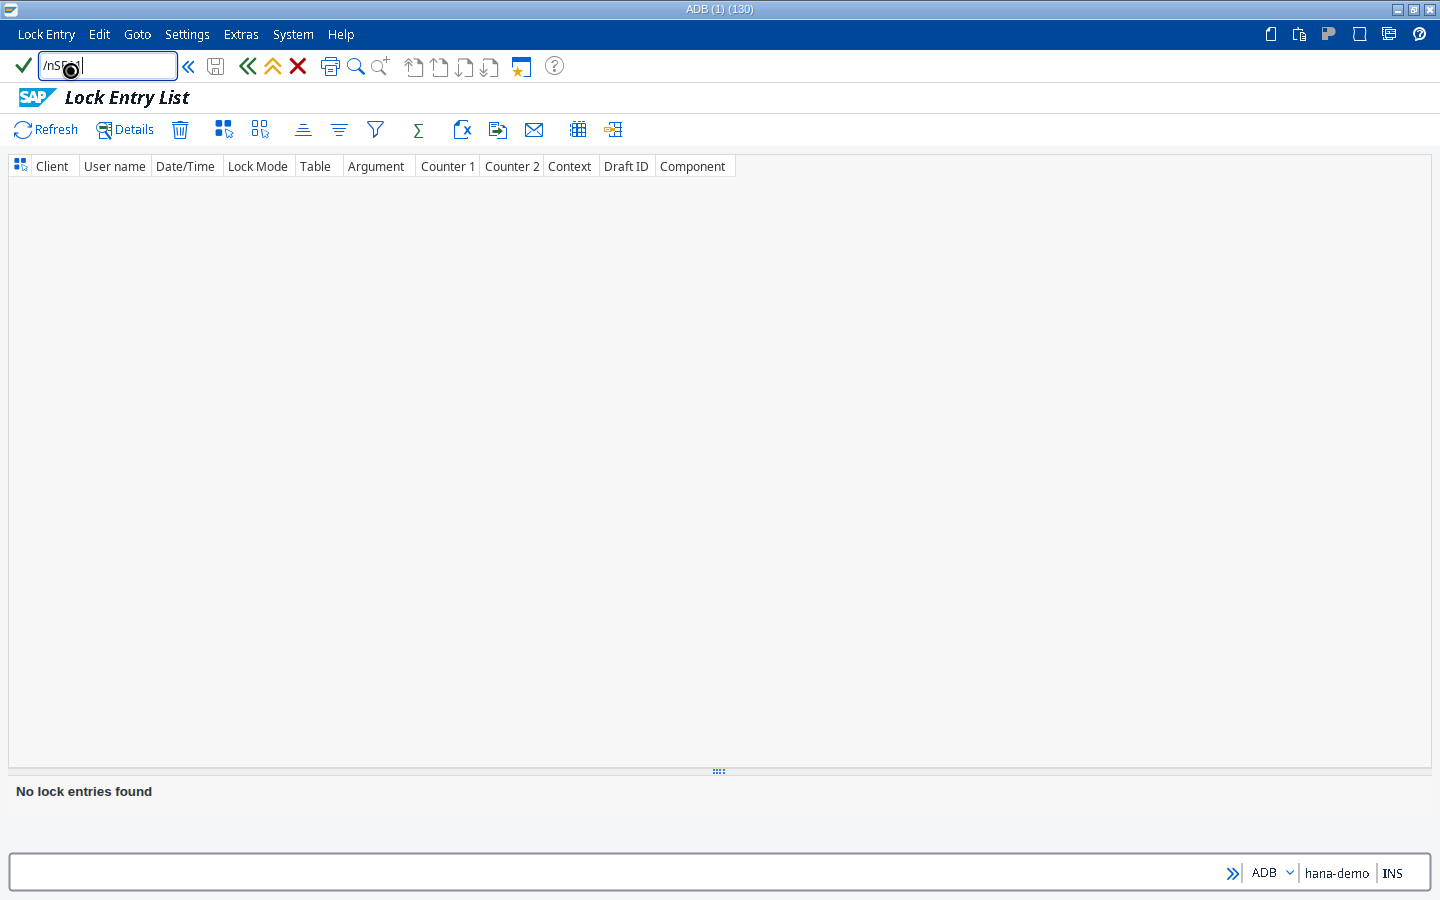 ADB (1) (130)
Lock Entry Edit Goto Settings Extras System Help
SAP Lock Entry List
Refresh Details
Client User name Date/Time Lock Mode Table Argument Counter 1 Counter 2 Context Draft ID Component
No lock entries found
ADB hana-demo INS